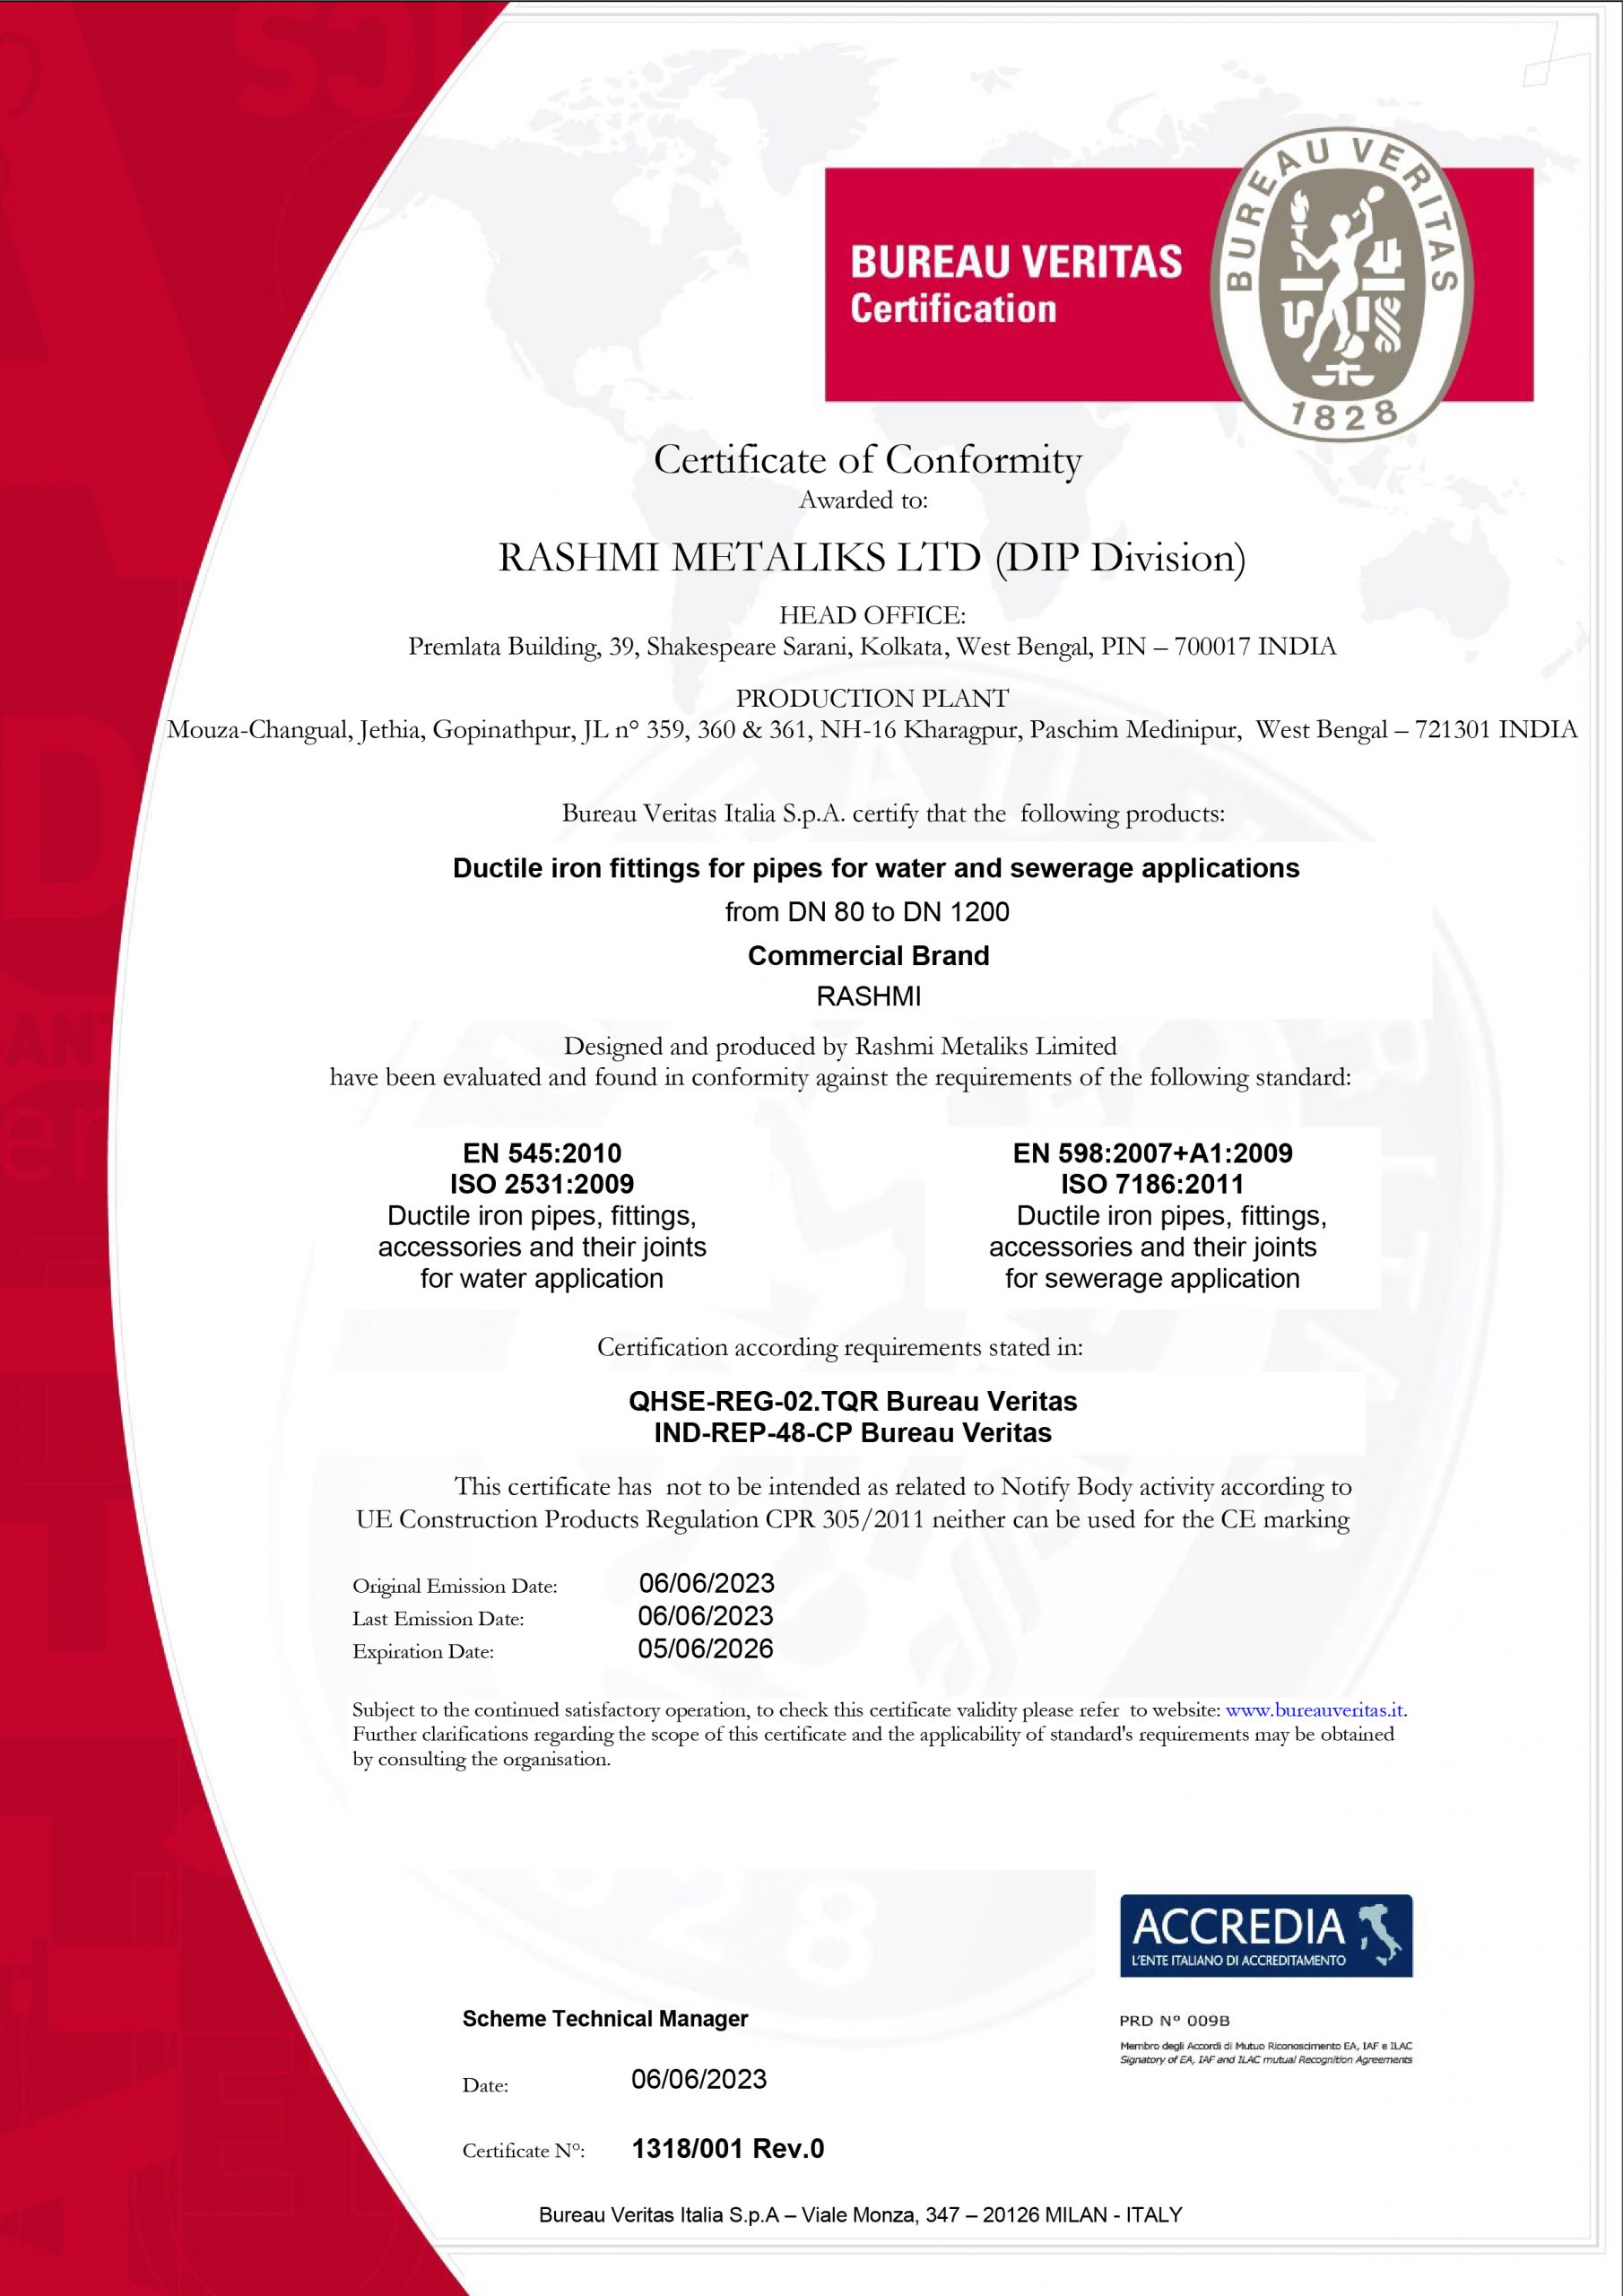 BUREAU VERITAS
Certification
BUREAU VERITAS
1828
Certificate of Conformity
Awarded to:
RASHMI METALIKS LTD (DIP Division)
HEAD OFFICE:
Premlata Building, 39, Shakespeare Sarani, Kolkata, West Bengal, PIN – 700017 INDIA
PRODUCTION PLANT
Mouza-Changual, Jethia, Gopinathpur, JL n° 359, 360 & 361, NH-16 Kharagpur, Paschim Medinipur, West Bengal – 721301 INDIA
Bureau Veritas Italia S.p.A. certify that the following products:
Ductile iron fittings for pipes for water and sewerage applications
from DN 80 to DN 1200
Commercial Brand
RASHMI
Designed and produced by Rashmi Metaliks Limited
have been evaluated and found in conformity against the requirements of the following standard:
EN 545:2010
ISO 2531:2009
Ductile iron pipes, fittings,
accessories and their joints
for water application
EN 598:2007+A1:2009
ISO 7186:2011
Ductile iron pipes, fittings,
accessories and their joints
for sewerage application
Certification according requirements stated in:
QHSE-REG-02.TQR Bureau Veritas
IND-REP-48-CP Bureau Veritas
This certificate has not to be intended as related to Notify Body activity according to
UE Construction Products Regulation CPR 305/2011 neither can be used for the CE marking
Original Emission Date: 06/06/2023
Last Emission Date: 06/06/2023
Expiration Date: 05/06/2026
Subject to the continued satisfactory operation, to check this certificate validity please refer to website: www.bureauveritas.it.
Further clarifications regarding the scope of this certificate and the applicability of standard's requirements may be obtained
by consulting the organisation.
ACCREDIA
L'ENTE ITALIANO DI ACCREDITAMENTO
PRD N° 009B
Membro degli Accordi di Mutuo Riconoscimento EA, IAF e ILAC
Signatory of EA, IAF and ILAC mutual Recognition Agreements
Scheme Technical Manager
Date: 06/06/2023
Certificate N°: 1318/001 Rev.0
Bureau Veritas Italia S.p.A – Viale Monza, 347 – 20126 MILAN - ITALY